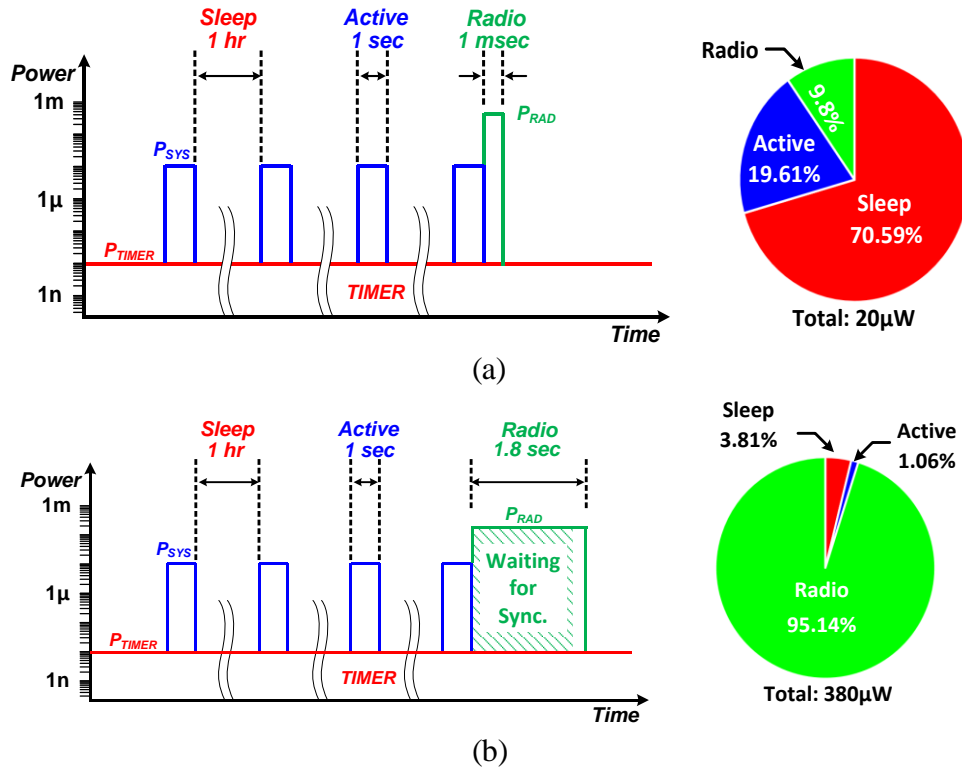 Sleep
1 hr
Active
1 sec
Radio
1 msec
Power
1m
1µ
1n
P_SYS
P_RAD
P_TIMER
TIMER
Time
Radio
9.8%
Active
19.61%
Sleep
70.59%
Total: 20µW
(a)
Sleep
1 hr
Active
1 sec
Radio
1.8 sec
Power
1m
1µ
1n
P_SYS
P_RAD
Waiting
for
Sync.
P_TIMER
TIMER
Time
Sleep
3.81%
Active
1.06%
Radio
95.14%
Total: 380µW
(b)